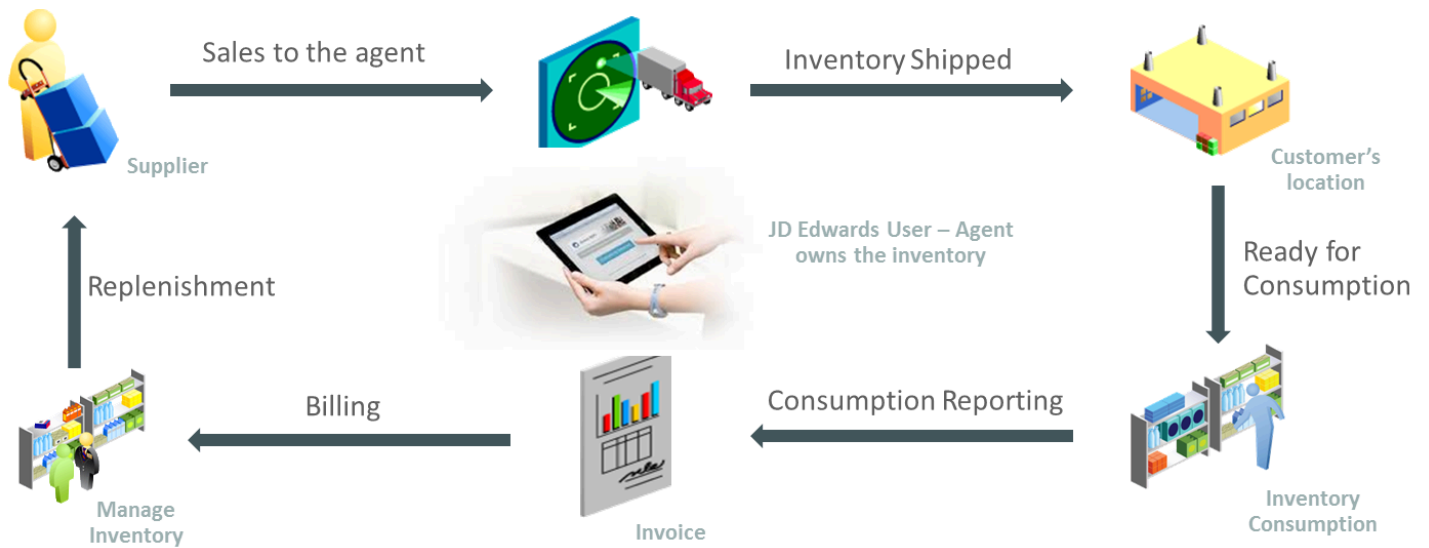 Sales to the agent
Inventory Shipped
Supplier
Customer's
location
JD Edwards User – Agent
owns the inventory
Ready for
Consumption
Replenishment
Billing
Consumption Reporting
Manage
Inventory
Invoice
Inventory
Consumption